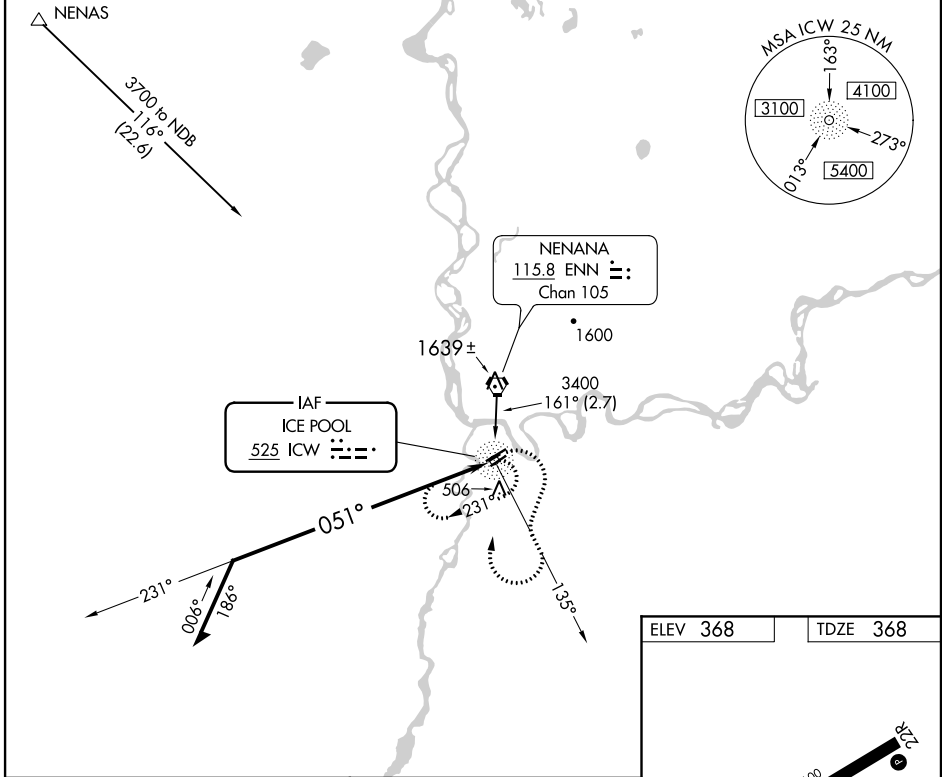 NENAS
3700 to NDB
116°
(22.6)
MSA ICW 25 NM
163°
4100
3100
273°
013°
5400
NENANA
115.8 ENN
Chan 105
1600
1639 ±
3400
161° (2.7)
IAF
ICE POOL
525 ICW
506
231°
051°
231°
006°
186°
135°
ELEV 368
TDZE 368
22R
P